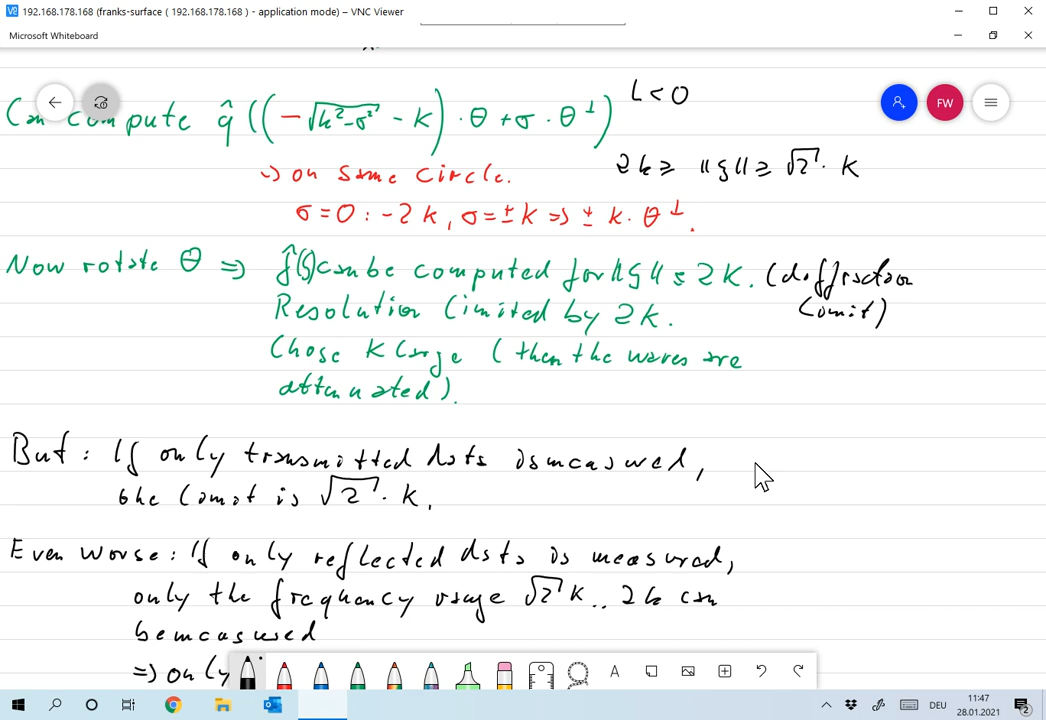 192.168.178.168 (franks-surface ( 192.168.178.168 ) - application mode) – VNC Viewer
Microsoft Whiteboard
Can compute q̂ ((-√(k²-σ²) - k) · θ + σ · θ⊥) L < 0
=> on same circle. 2k ≥ ||ξ|| ≥ √2 · k
σ = 0 : -2k, σ = ± k => ± k · θ⊥.
FW
Now rotate θ => f̂(ξ) can be computed for ||ξ|| ≤ 2k. (diffraction
Limit)
Resolution limited by 2k.
Chose k large (then the waves are
attenuated).
But: If only transmitted data is measured,
the limit is √2 · k.
Even worse: If only reflected data is measured,
only the frequency range √2 k .. 2k can
be measured
=> only
A
DEU
11:47
28.01.2021
2